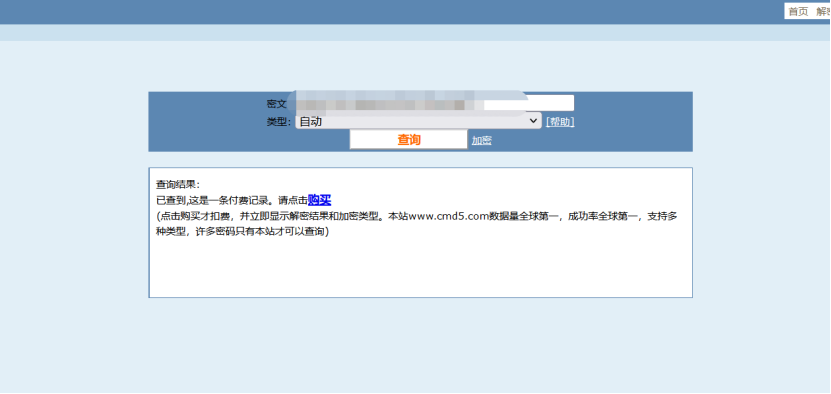 首页 解密
密文
类型： 自动 [帮助]
查询 加密
查询结果：
已查到,这是一条付费记录。请点击购买
(点击购买才扣费，并立即显示解密结果和加密类型。本站www.cmd5.com数据量全球第一，成功率全球第一，支持多
种类型，许多密码只有本站才可以查询)